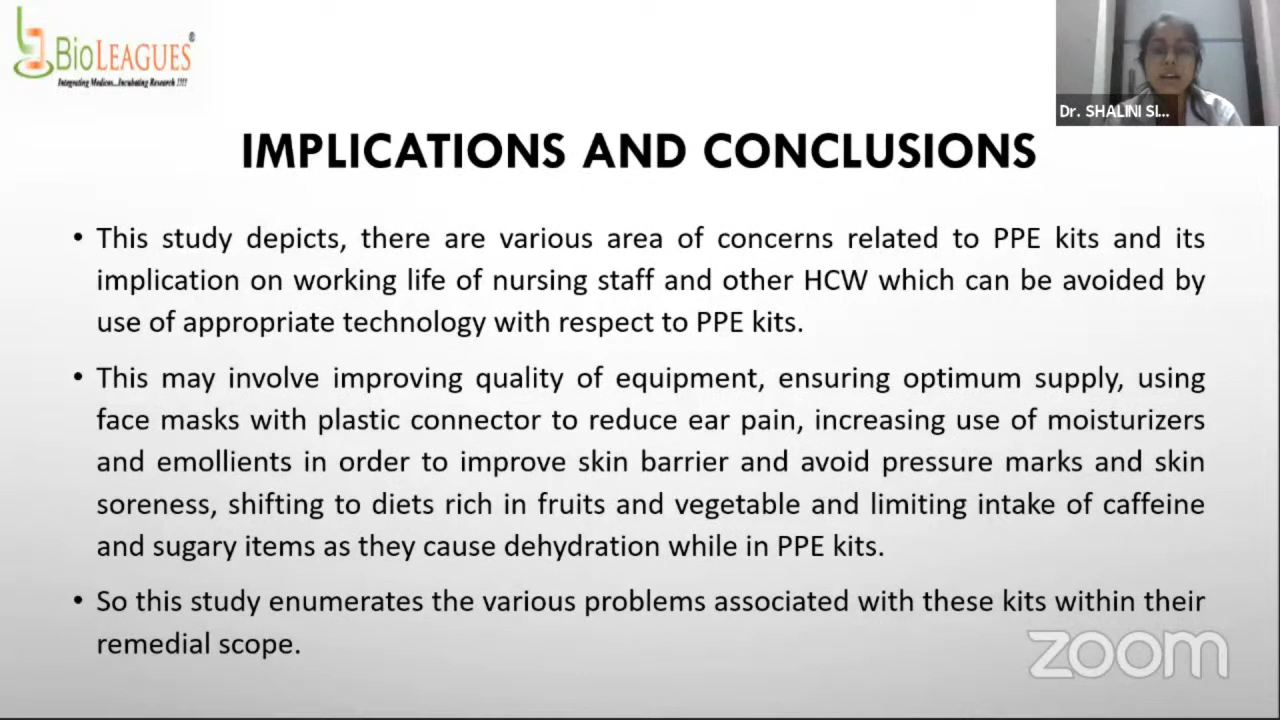 BioLEAGUES®
Integrating Medicos...Incubating Research !!!!
Dr. SHALINI SI...
IMPLICATIONS AND CONCLUSIONS
• This study depicts, there are various area of concerns related to PPE kits and its
implication on working life of nursing staff and other HCW which can be avoided by
use of appropriate technology with respect to PPE kits.
• This may involve improving quality of equipment, ensuring optimum supply, using
face masks with plastic connector to reduce ear pain, increasing use of moisturizers
and emollients in order to improve skin barrier and avoid pressure marks and skin
soreness, shifting to diets rich in fruits and vegetable and limiting intake of caffeine
and sugary items as they cause dehydration while in PPE kits.
• So this study enumerates the various problems associated with these kits within their
remedial scope.
zoom